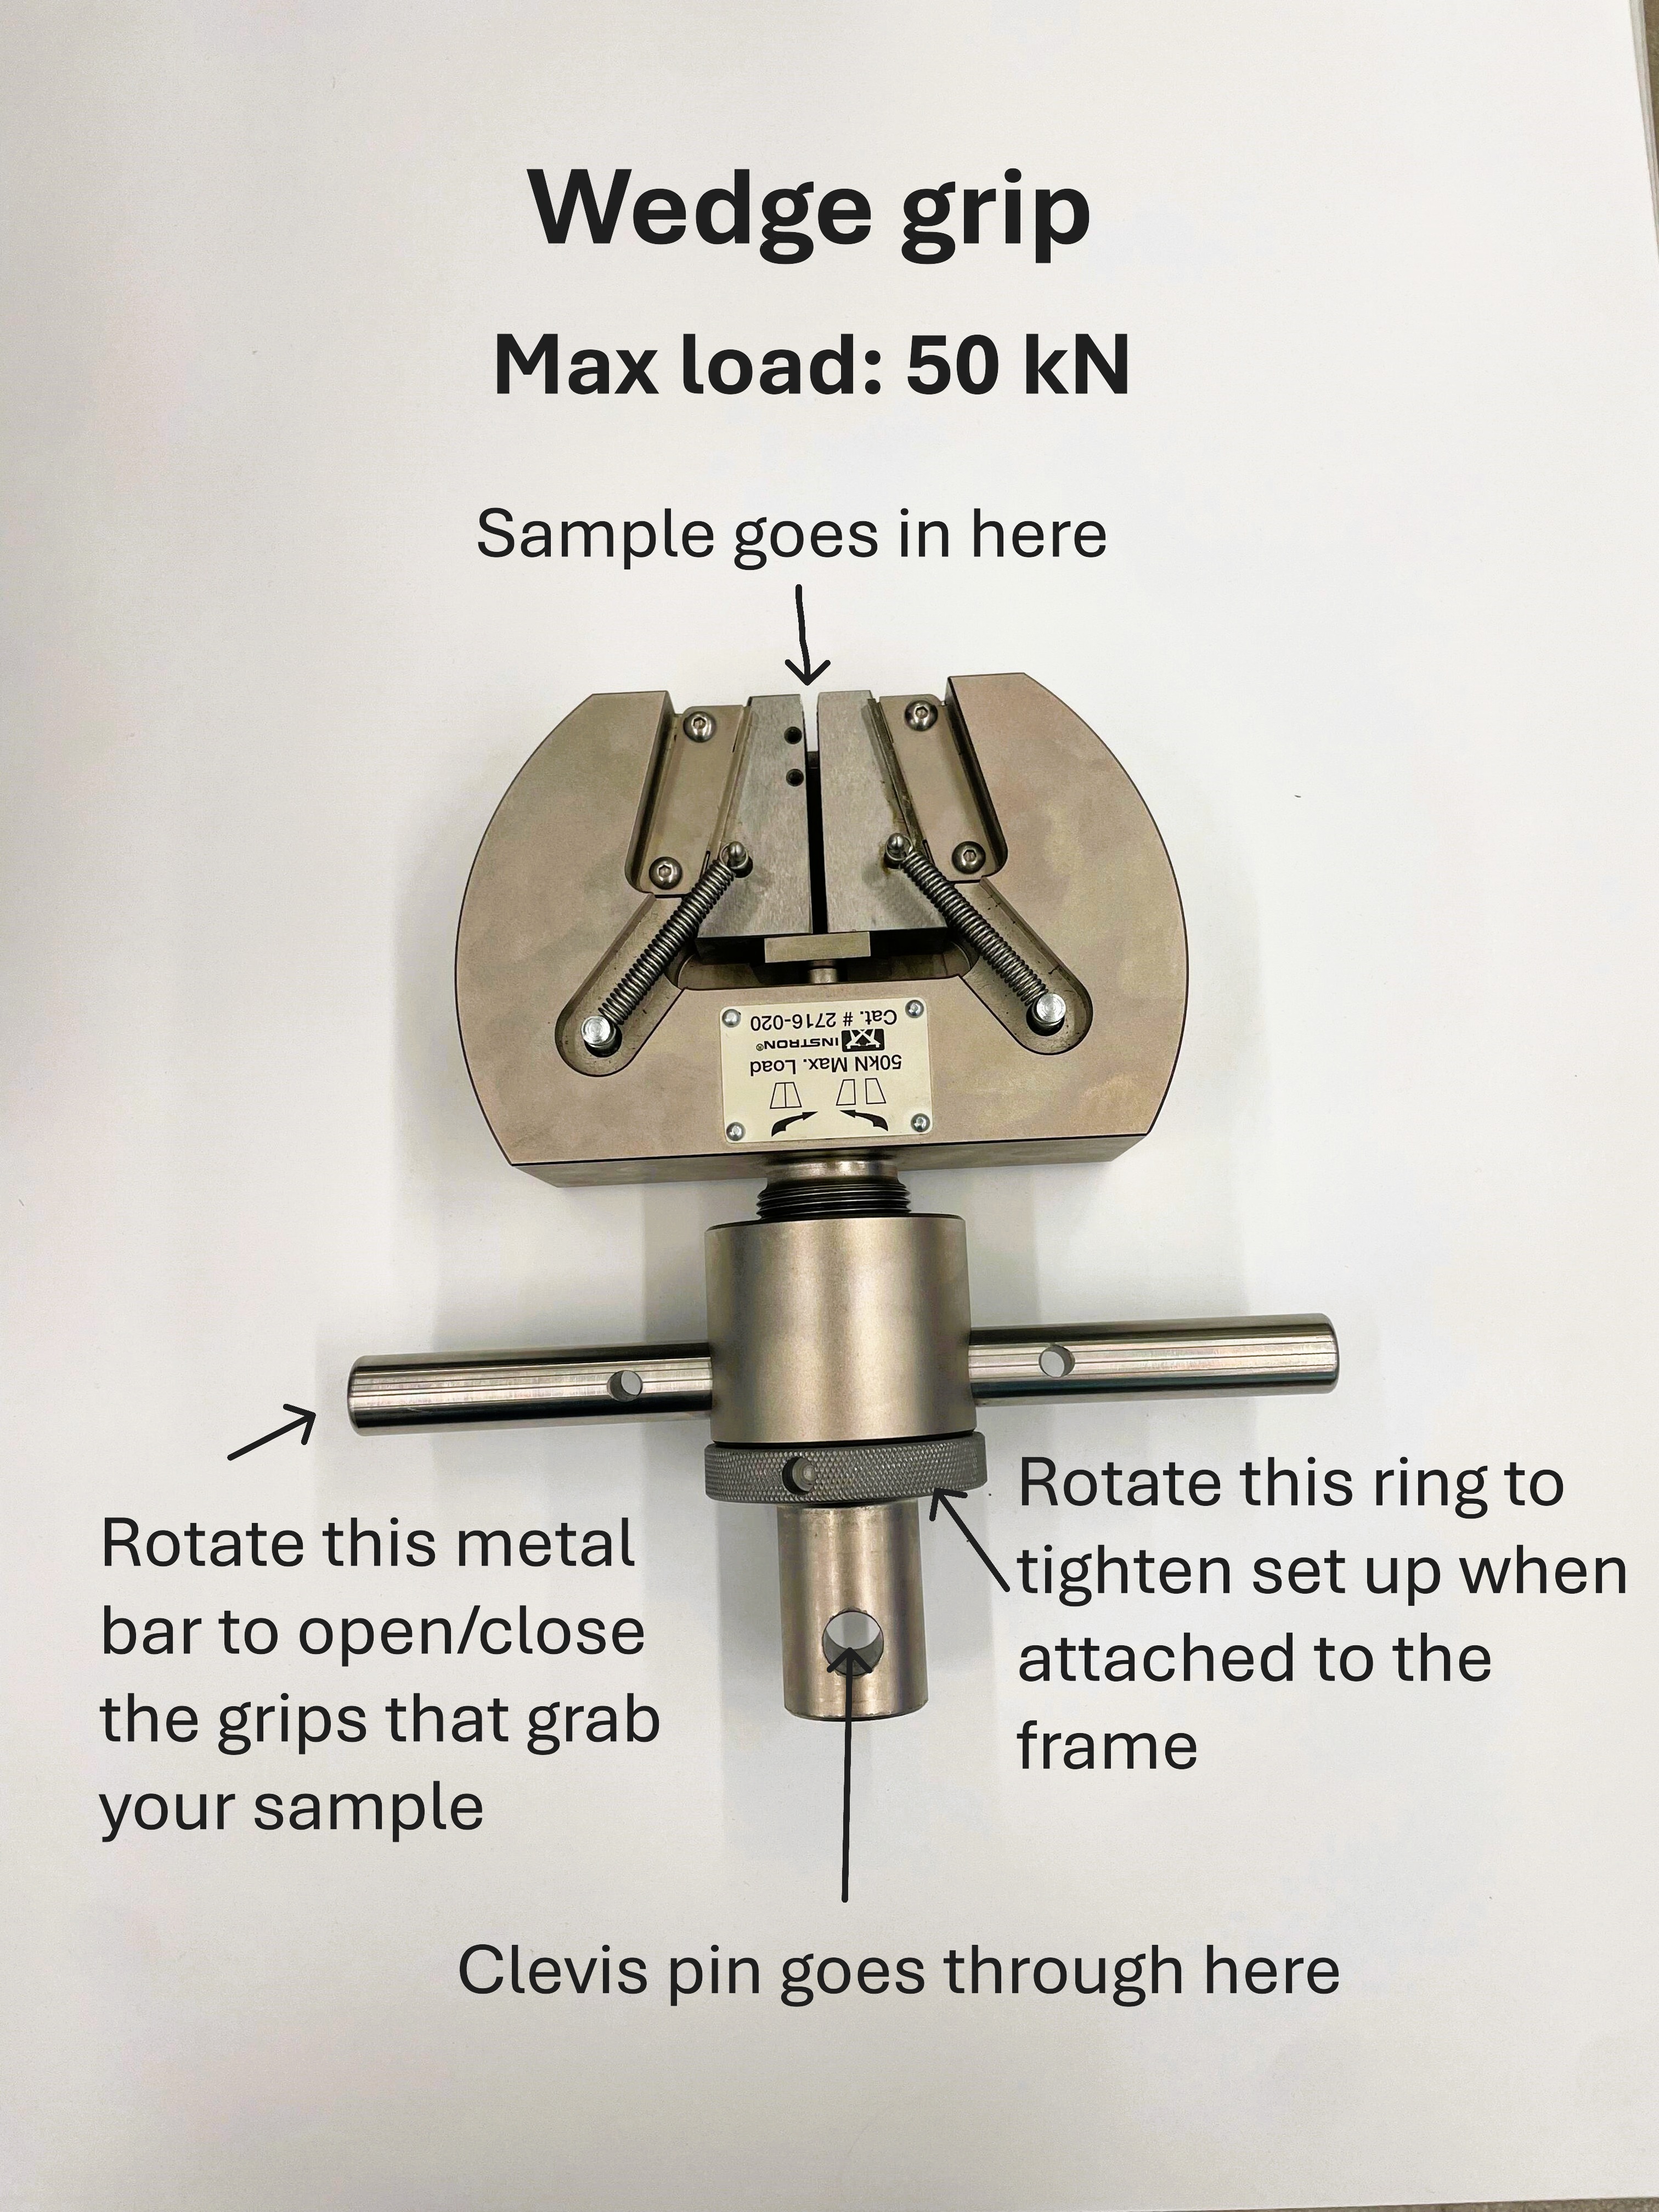 Wedge grip
Max load: 50 kN
Sample goes in here
Cat. # 2716-020
INSTRON®
50kN Max. Load
Rotate this metal
bar to open/close
the grips that grab
your sample
Rotate this ring to
tighten set up when
attached to the
frame
Clevis pin goes through here